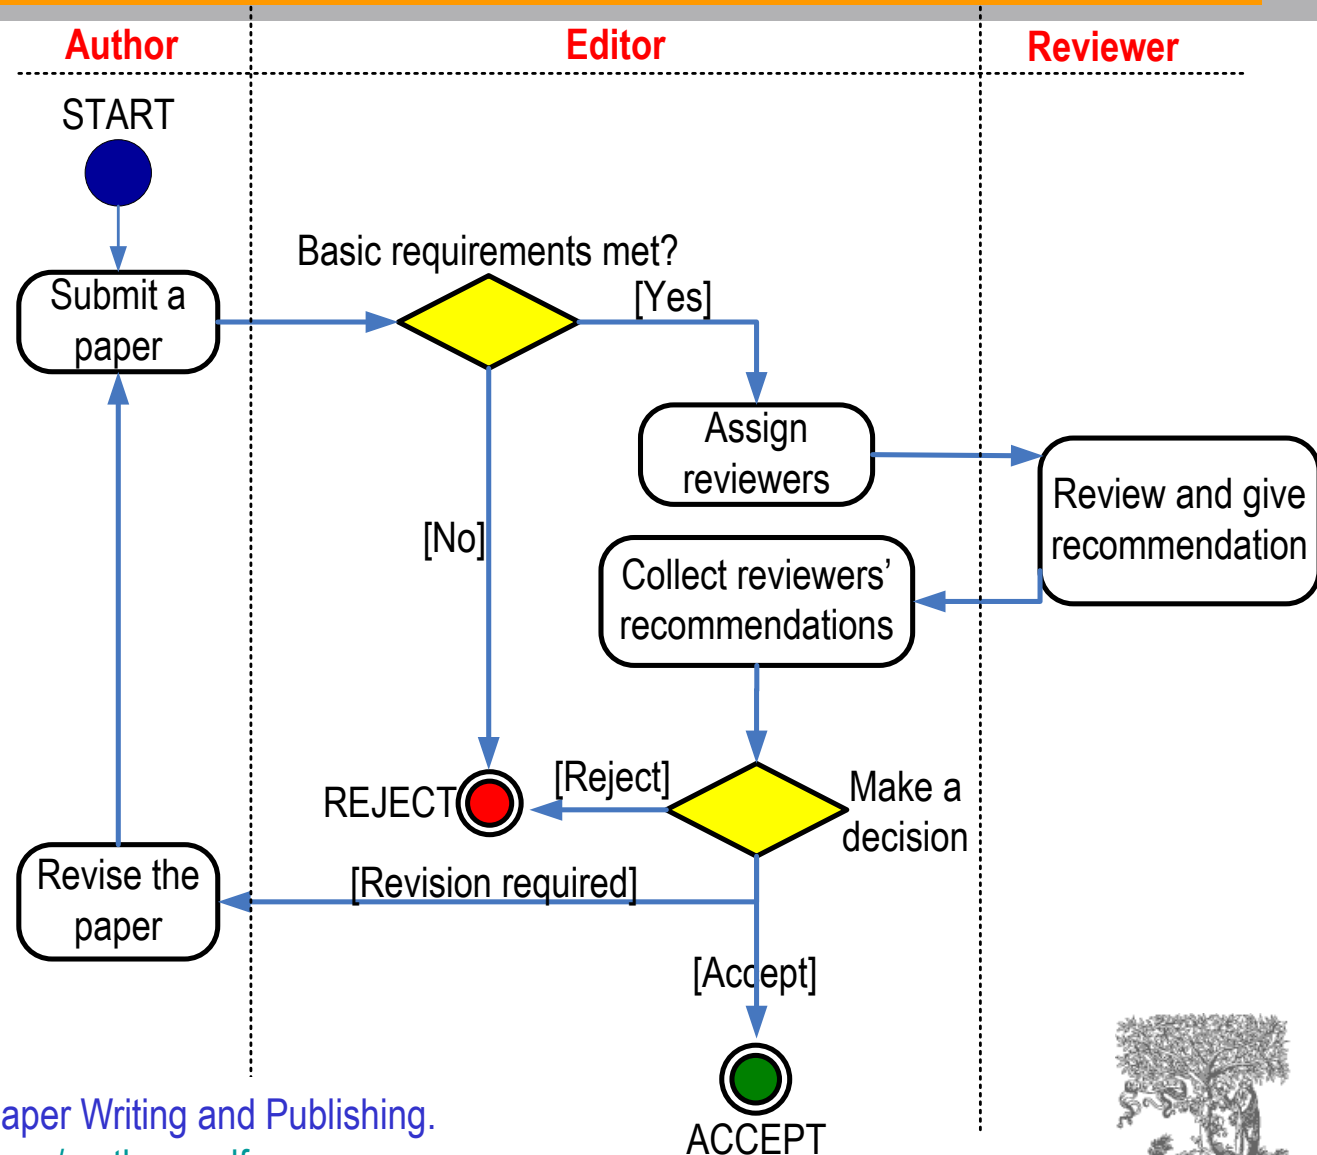 Author
Editor
Reviewer
START
Basic requirements met?
[Yes]
Submit a
paper
Assign
reviewers
Review and give
recommendation
[No]
Collect reviewers’
recommendations
[Reject]
REJECT
Make a
decision
Revise the
paper
[Revision required]
[Accept]
ACCEPT
aper Writing and Publishing.